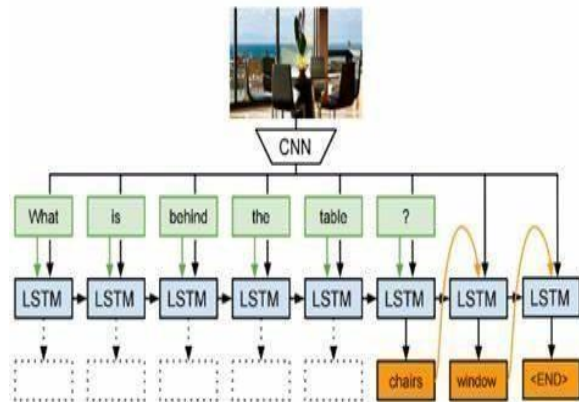 CNN
What is behind the table ?
LSTM LSTM LSTM LSTM LSTM LSTM LSTM LSTM
chairs window <END>